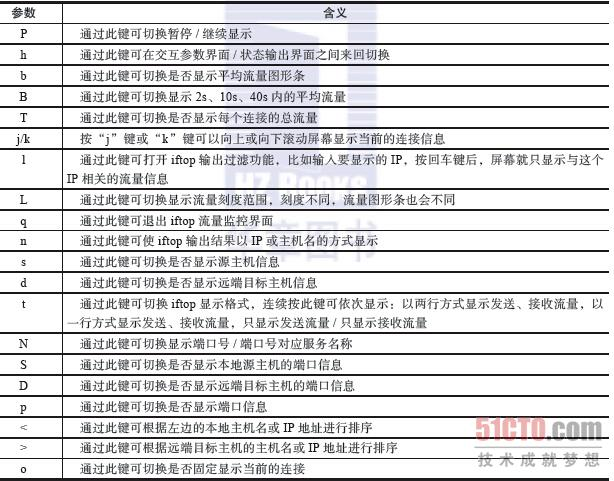 参数 含义
P 通过此键可切换暂停 / 继续显示
h 通过此键可在交互参数界面 / 状态输出界面之间来回切换
b 通过此键可切换是否显示平均流量图形条
B 通过此键可切换显示 2s、10s、40s 内的平均流量
T 通过此键可切换是否显示每个连接的总流量
j/k 按“j”键或“k”键可以向上或向下滚动屏幕显示当前的连接信息
l 通过此键可打开 iftop 输出过滤功能，比如输入要显示的 IP，按回车键后，屏幕就只显示与这个
IP 相关的流量信息
L 通过此键可切换显示流量刻度范围，刻度不同，流量图形条也会不同
q 通过此键可退出 iftop 流量监控界面
n 通过此键可使 iftop 输出结果以 IP 或主机名的方式显示
s 通过此键可切换是否显示源主机信息
d 通过此键可切换是否显示远端目标主机信息
t 通过此键可切换 iftop 显示格式，连续按此键可依次显示：以两行方式显示发送、接收流量，以
一行方式显示发送、接收流量，只显示发送流量 / 只显示接收流量
N 通过此键可切换显示端口号 / 端口号对应服务名称
S 通过此键可切换是否显示本地源主机的端口信息
D 通过此键可切换是否显示远端目标主机的端口信息
p 通过此键可切换是否显示端口信息
< 通过此键可根据左边的本地主机名或 IP 地址进行排序
> 通过此键可根据远端目标主机的主机名或 IP 地址进行排序
o 通过此键可切换是否固定显示当前的连接
HZ Books
华章图书
51CTO.com
技术成就梦想